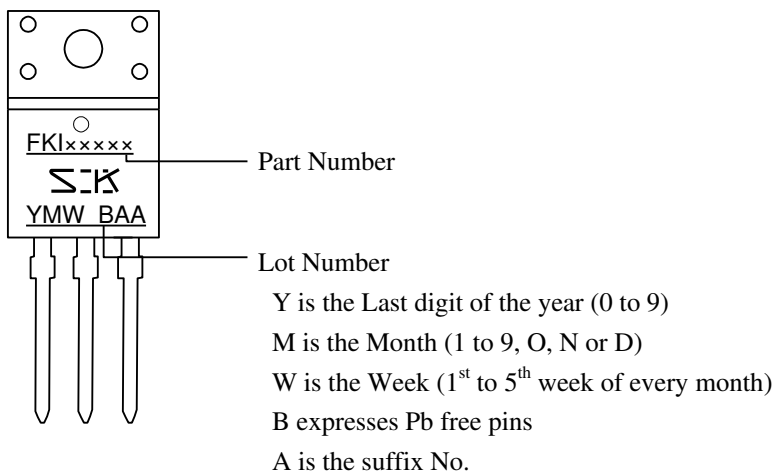 FKI×××××
SK
YMW BAA
Part Number
Lot Number
Y is the Last digit of the year (0 to 9)
M is the Month (1 to 9, O, N or D)
W is the Week (1st to 5th week of every month)
B expresses Pb free pins
A is the suffix No.